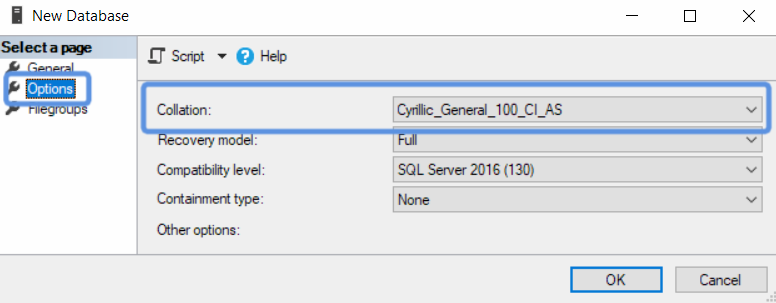 New Database
Select a page
General
Options
Filegroups
Script Help
Collation: Cyrillic_General_100_CI_AS
Recovery model: Full
Compatibility level: SQL Server 2016 (130)
Containment type: None
Other options:
OK Cancel